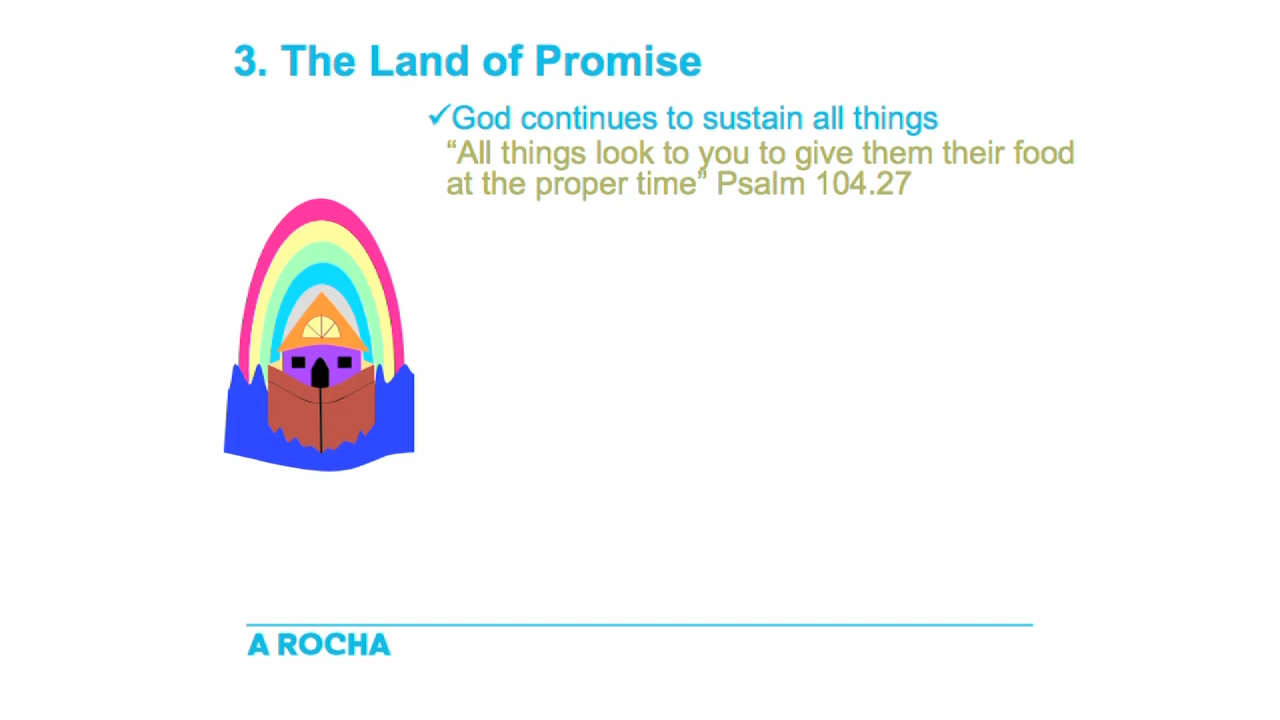 3. The Land of Promise
✓God continues to sustain all things
“All things look to you to give them their food
at the proper time” Psalm 104.27
A ROCHA